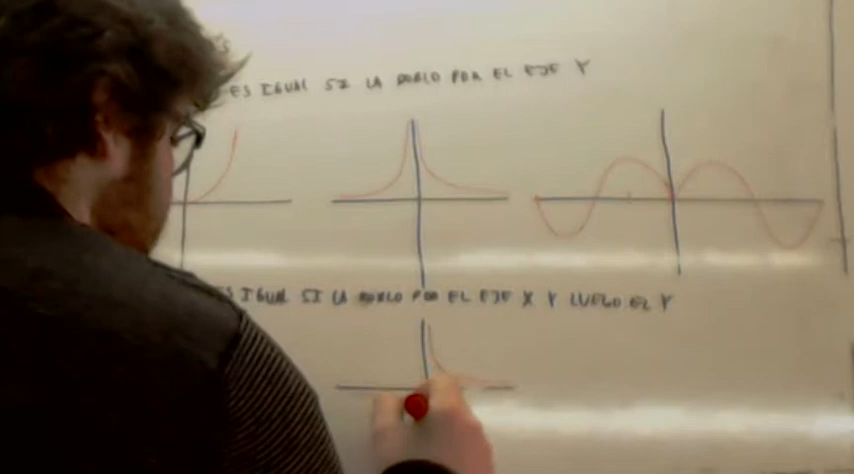 ES IGUAL SI LA DOBLO POR EL EJE Y
ES IGUAL SI LA DOBLO POR EL EJE X Y LUEGO EL Y